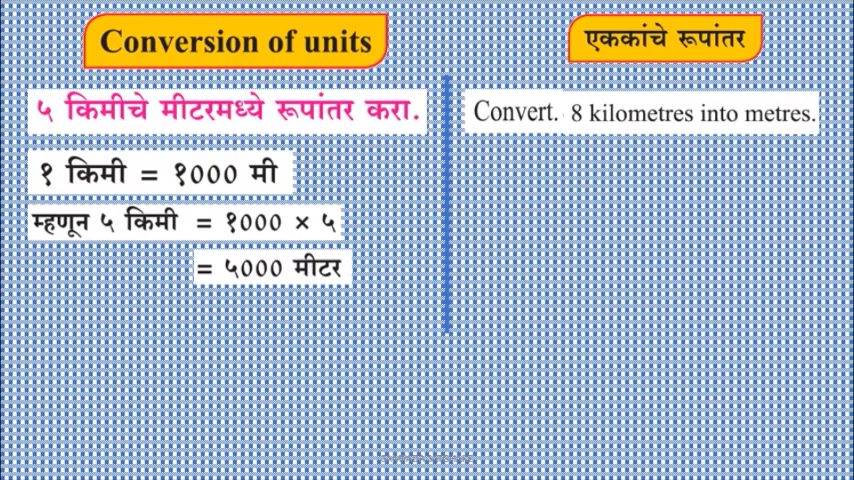 Conversion of units
एककांचे रूपांतर
५ किमीचे मीटरमध्ये रूपांतर करा.
१ किमी = १००० मी
म्हणून ५ किमी = १००० × ५
= ५००० मीटर
Convert. 8 kilometres into metres.